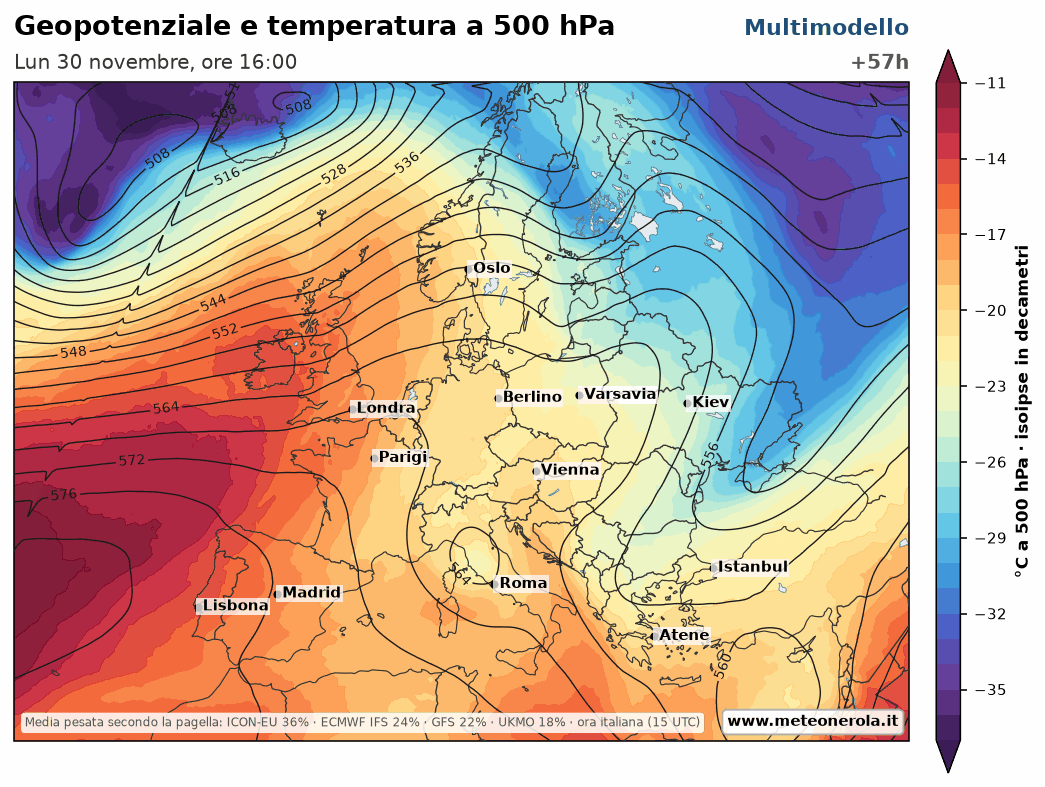 Geopotenziale e temperatura a 500 hPa
Multimodello
Lun 30 novembre, ore 16:00
+57h
508
508
508
516
528
536
544
552
548
564
572
576
556
564
560
Oslo
Berlino
Varsavia
Kiev
Londra
Parigi
Vienna
Istanbul
Roma
Madrid
Lisbona
Atene
Media pesata secondo la pagella: ICON-EU 36% · ECMWF IFS 24% · GFS 22% · UKMO 18% · ora italiana (15 UTC)
www.meteonerola.it
−11
−14
−17
−20
−23
−26
−29
−32
−35
°C a 500 hPa · isoipse in decametri